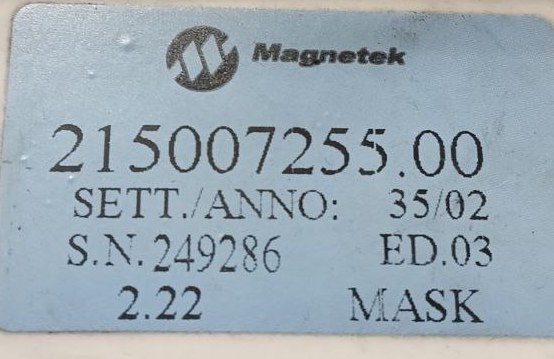 Magnetek
215007255.00
SETT./ANNO: 35/02
S.N. 249286 ED.03
2.22 MASK